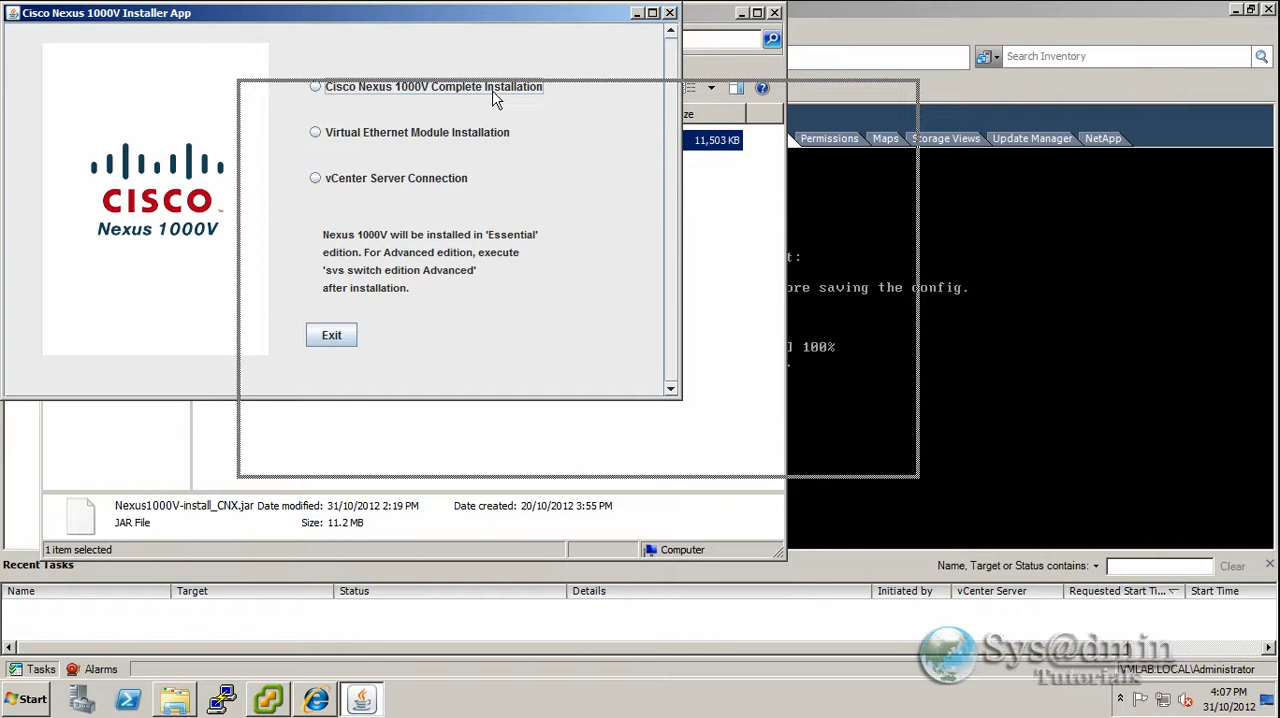 Cisco Nexus 1000V Installer App
Search Inventory
Cisco Nexus 1000V Complete Installation
Virtual Ethernet Module Installation
vCenter Server Connection
CISCO
Nexus 1000V
Nexus 1000V will be installed in 'Essential'
edition. For Advanced edition, execute
'svs switch edition Advanced'
after installation.
Exit
ze
11,503 KB
Permissions
Maps
Storage Views
Update Manager
NetApp
t:
ore saving the config.
] 100%
.
Nexus1000V-install_CNX.jar Date modified: 31/10/2012 2:19 PM Date created: 20/10/2012 3:55 PM
JAR File Size: 11.2 MB
1 item selected
Computer
Recent Tasks
Name, Target or Status contains:
Clear
Name Target Status Details Initiated by vCenter Server Requested Start Ti... Start Time
Sys@dmin
Tutorials
Tasks
Alarms
VMLAB.LOCAL\Administrator
Start
4:07 PM
31/10/2012